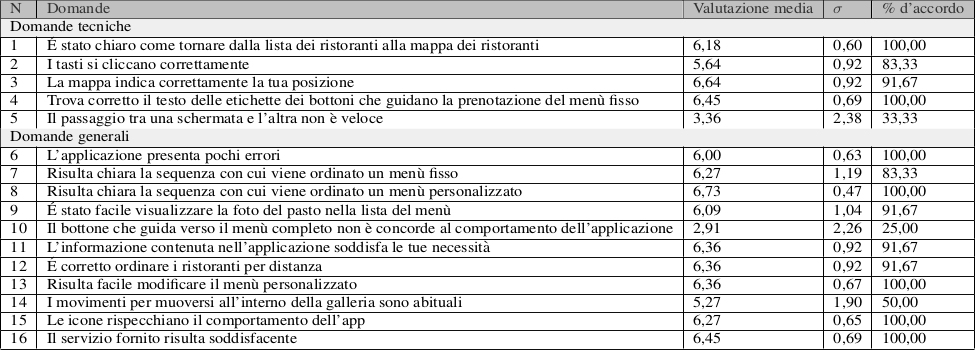 N Domande Valutazione media σ % d'accordo
Domande tecniche
1 É stato chiaro come tornare dalla lista dei ristoranti alla mappa dei ristoranti 6,18 0,60 100,00
2 I tasti si cliccano correttamente 5,64 0,92 83,33
3 La mappa indica correttamente la tua posizione 6,64 0,92 91,67
4 Trova corretto il testo delle etichette dei bottoni che guidano la prenotazione del menù fisso 6,45 0,69 100,00
5 Il passaggio tra una schermata e l'altra non è veloce 3,36 2,38 33,33
Domande generali
6 L'applicazione presenta pochi errori 6,00 0,63 100,00
7 Risulta chiara la sequenza con cui viene ordinato un menù fisso 6,27 1,19 83,33
8 Risulta chiara la sequenza con cui viene ordinato un menù personalizzato 6,73 0,47 100,00
9 É stato facile visualizzare la foto del pasto nella lista del menù 6,09 1,04 91,67
10 Il bottone che guida verso il menù completo non è concorde al comportamento dell'applicazione 2,91 2,26 25,00
11 L'informazione contenuta nell'applicazione soddisfa le tue necessità 6,36 0,92 91,67
12 É corretto ordinare i ristoranti per distanza 6,36 0,92 91,67
13 Risulta facile modificare il menù personalizzato 6,36 0,67 100,00
14 I movimenti per muoversi all'interno della galleria sono abituali 5,27 1,90 50,00
15 Le icone rispecchiano il comportamento dell'app 6,27 0,65 100,00
16 Il servizio fornito risulta soddisfacente 6,45 0,69 100,00